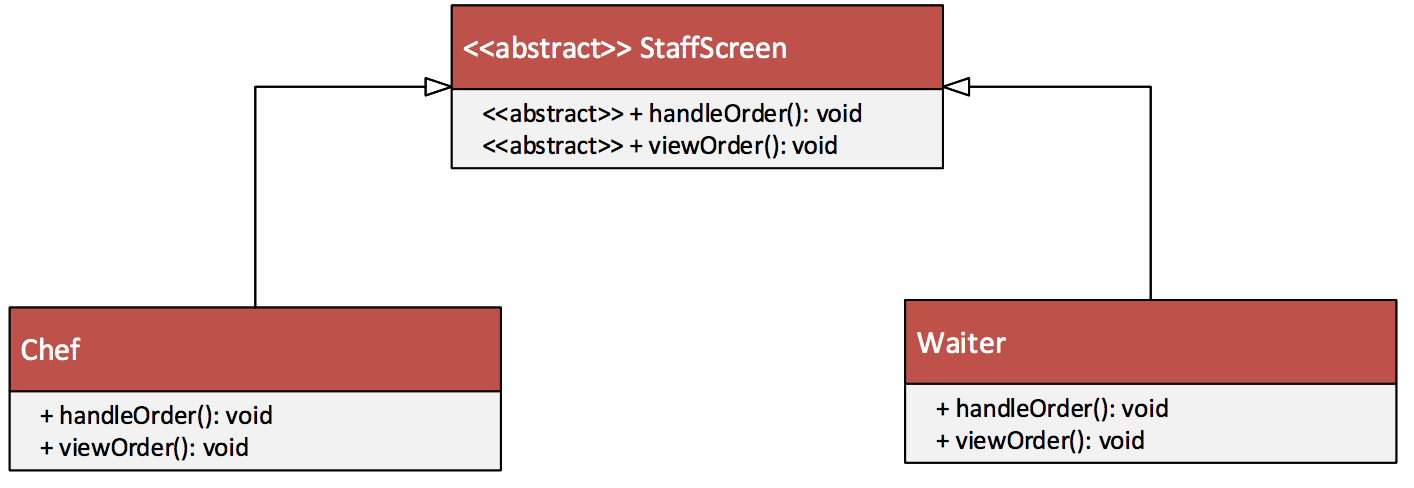 <<abstract>> StaffScreen
<<abstract>> + handleOrder(): void
<<abstract>> + viewOrder(): void
Chef
+ handleOrder(): void
+ viewOrder(): void
Waiter
+ handleOrder(): void
+ viewOrder(): void